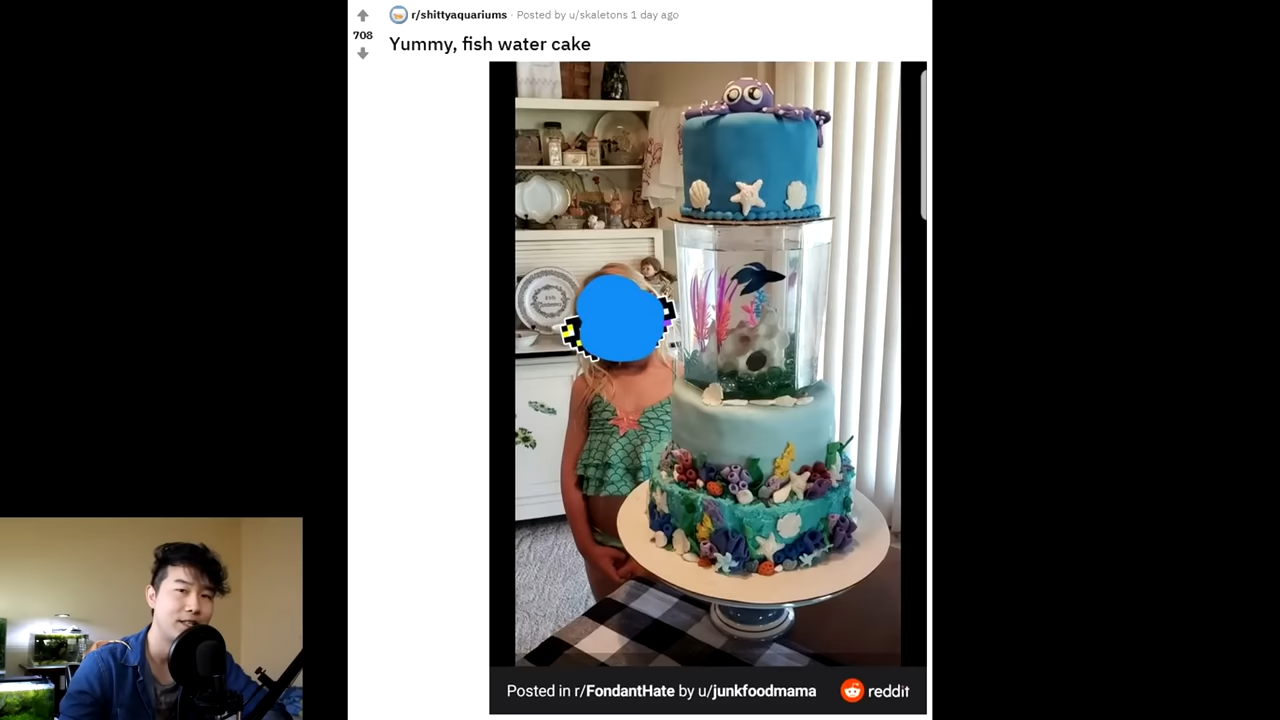 r/shittyaquariums · Posted by u/skaletons 1 day ago
708
Yummy, fish water cake
Posted in r/FondantHate by u/junkfoodmama
reddit